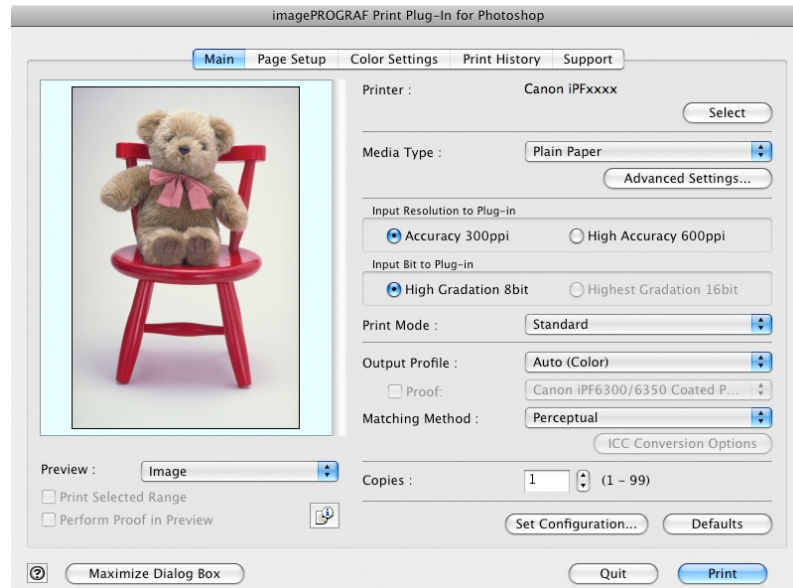 imagePROGRAF Print Plug-In for Photoshop
Main Page Setup Color Settings Print History Support
Printer : Canon iPFxxxx
Select
Media Type : Plain Paper
Advanced Settings...
Input Resolution to Plug-in
Accuracy 300ppi High Accuracy 600ppi
Input Bit to Plug-in
High Gradation 8bit Highest Gradation 16bit
Print Mode : Standard
Output Profile : Auto (Color)
Proof: Canon iPF6300/6350 Coated P...
Matching Method : Perceptual
ICC Conversion Options
Preview : Image
Print Selected Range
Perform Proof in Preview
Copies : 1 (1 - 99)
Set Configuration... Defaults
? Maximize Dialog Box Quit Print